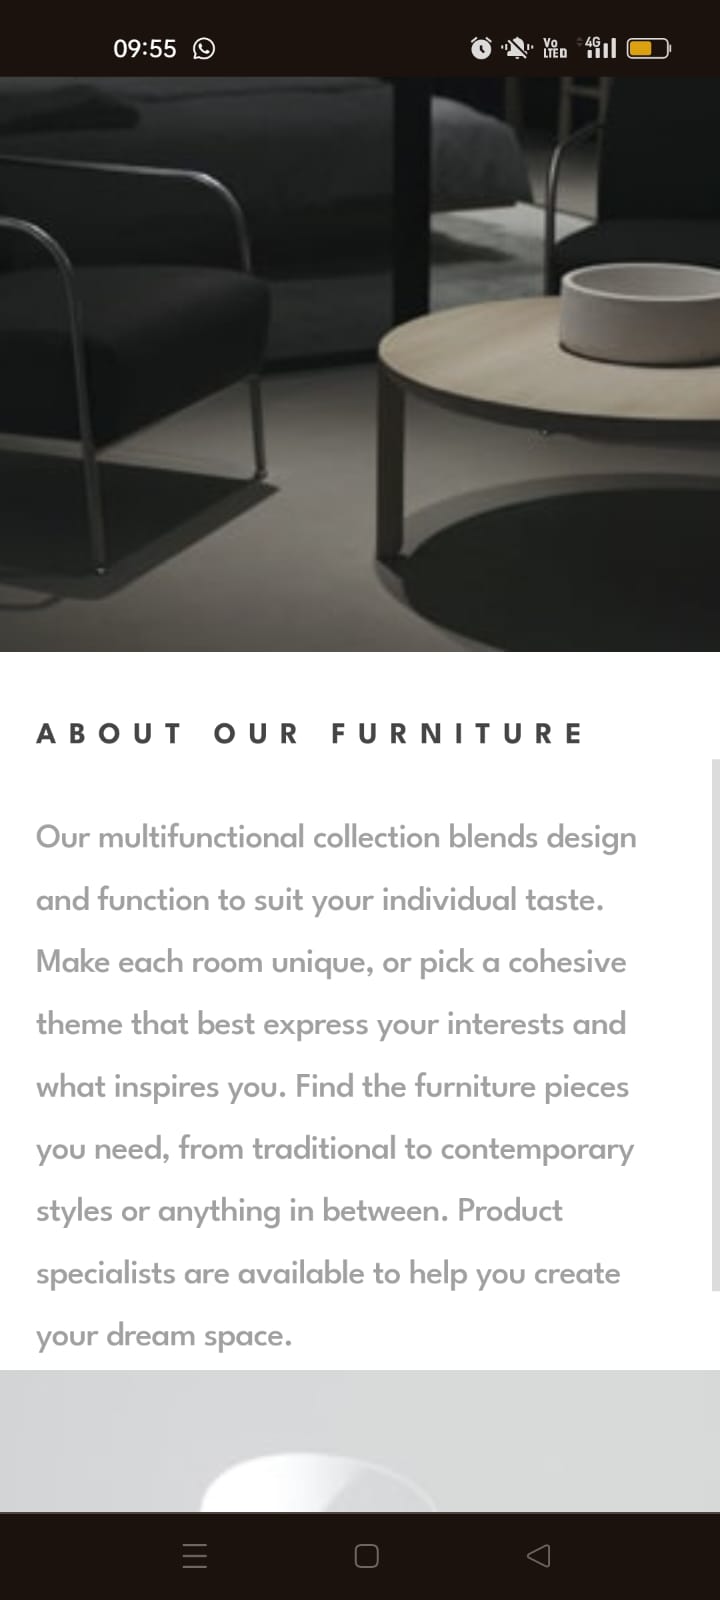 09:55
Vo
LTE
4G
ABOUT OUR FURNITURE
Our multifunctional collection blends design
and function to suit your individual taste.
Make each room unique, or pick a cohesive
theme that best express your interests and
what inspires you. Find the furniture pieces
you need, from traditional to contemporary
styles or anything in between. Product
specialists are available to help you create
your dream space.